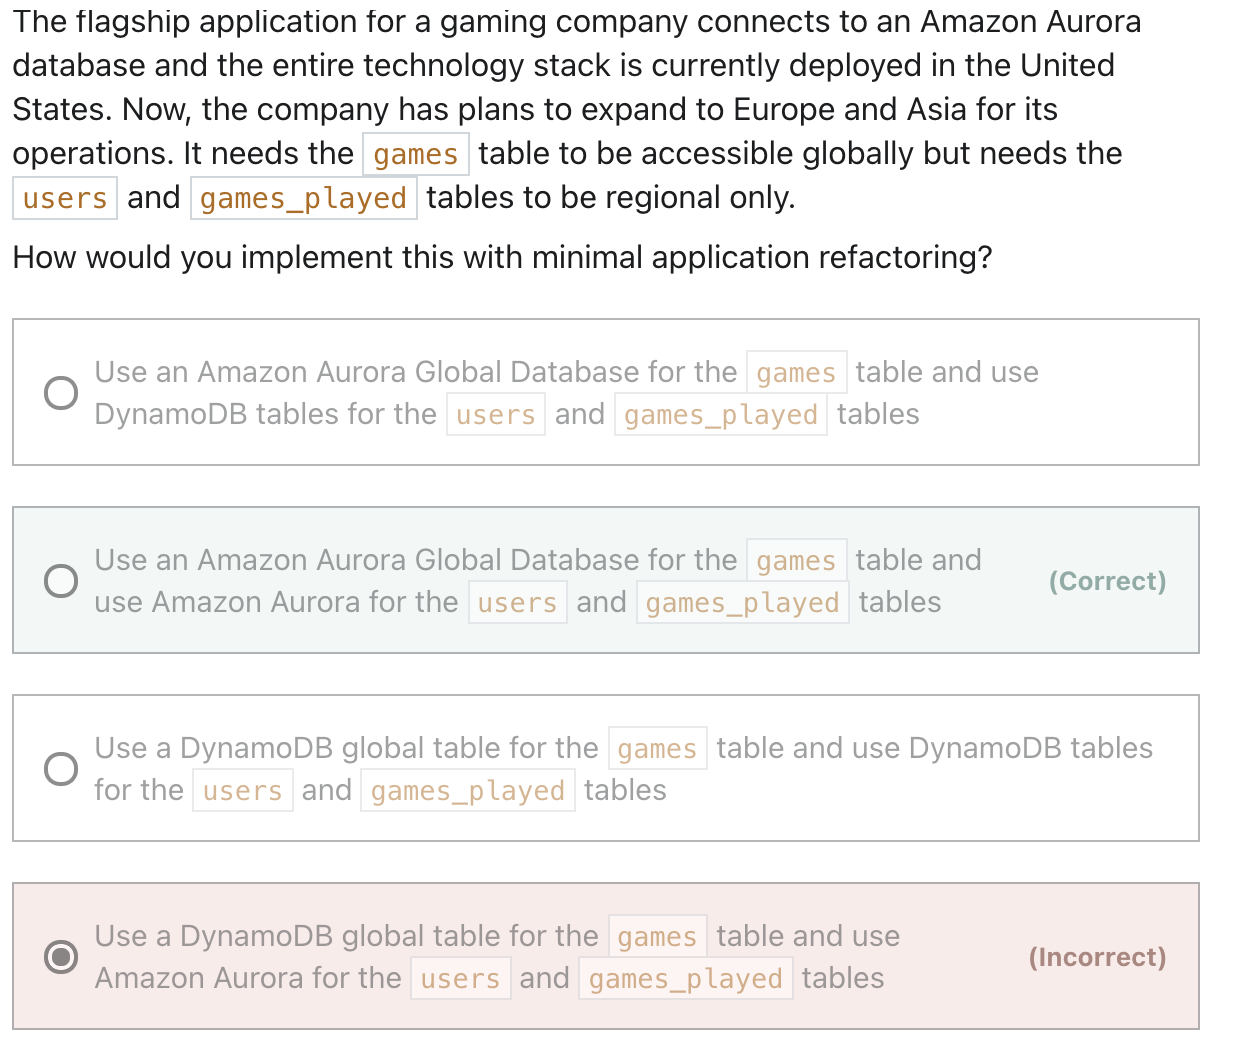 The flagship application for a gaming company connects to an Amazon Aurora
database and the entire technology stack is currently deployed in the United
States. Now, the company has plans to expand to Europe and Asia for its
operations. It needs the games table to be accessible globally but needs the
users and games_played tables to be regional only.
How would you implement this with minimal application refactoring?
Use an Amazon Aurora Global Database for the games table and use
DynamoDB tables for the users and games_played tables
Use an Amazon Aurora Global Database for the games table and
use Amazon Aurora for the users and games_played tables
(Correct)
Use a DynamoDB global table for the games table and use DynamoDB tables
for the users and games_played tables
Use a DynamoDB global table for the games table and use
Amazon Aurora for the users and games_played tables
(Incorrect)